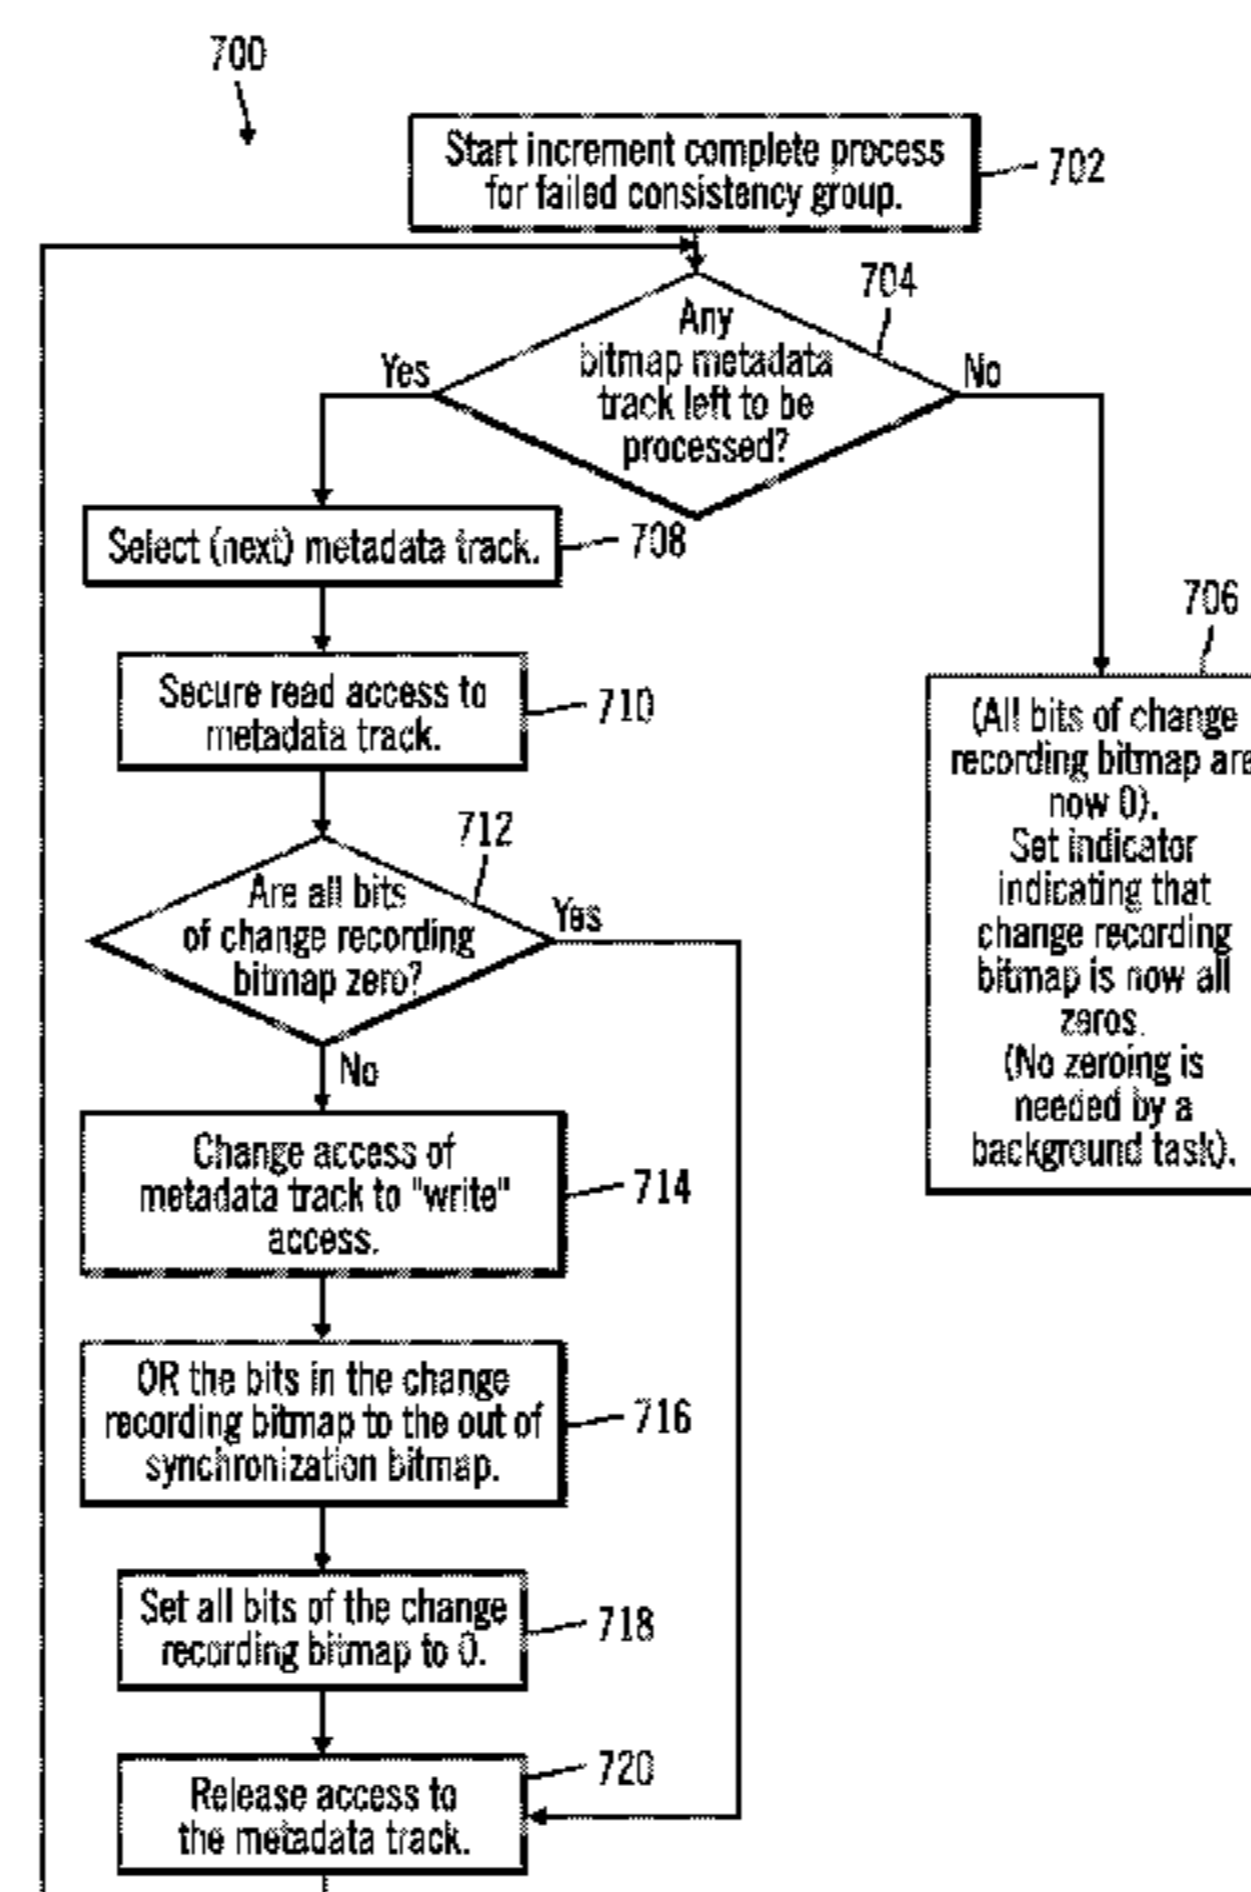 700
Start increment complete process
for failed consistency group.
702
704
Any
bitmap metadata
track left to be
processed?
Yes
No
Select (next) metadata track.
708
706
Secure read access to
metadata track.
710
(All bits of change
recording bitmap are
now 0).
Set indicator
indicating that
change recording
bitmap is now all
zeros.
(No zeroing is
needed by a
background task).
712
Are all bits
of change recording
bitmap zero?
Yes
No
Change access of
metadata track to "write"
access.
714
OR the bits in the change
recording bitmap to the out of
synchronization bitmap.
716
Set all bits of the change
recording bitmap to 0.
718
720
Release access to
the metadata track.